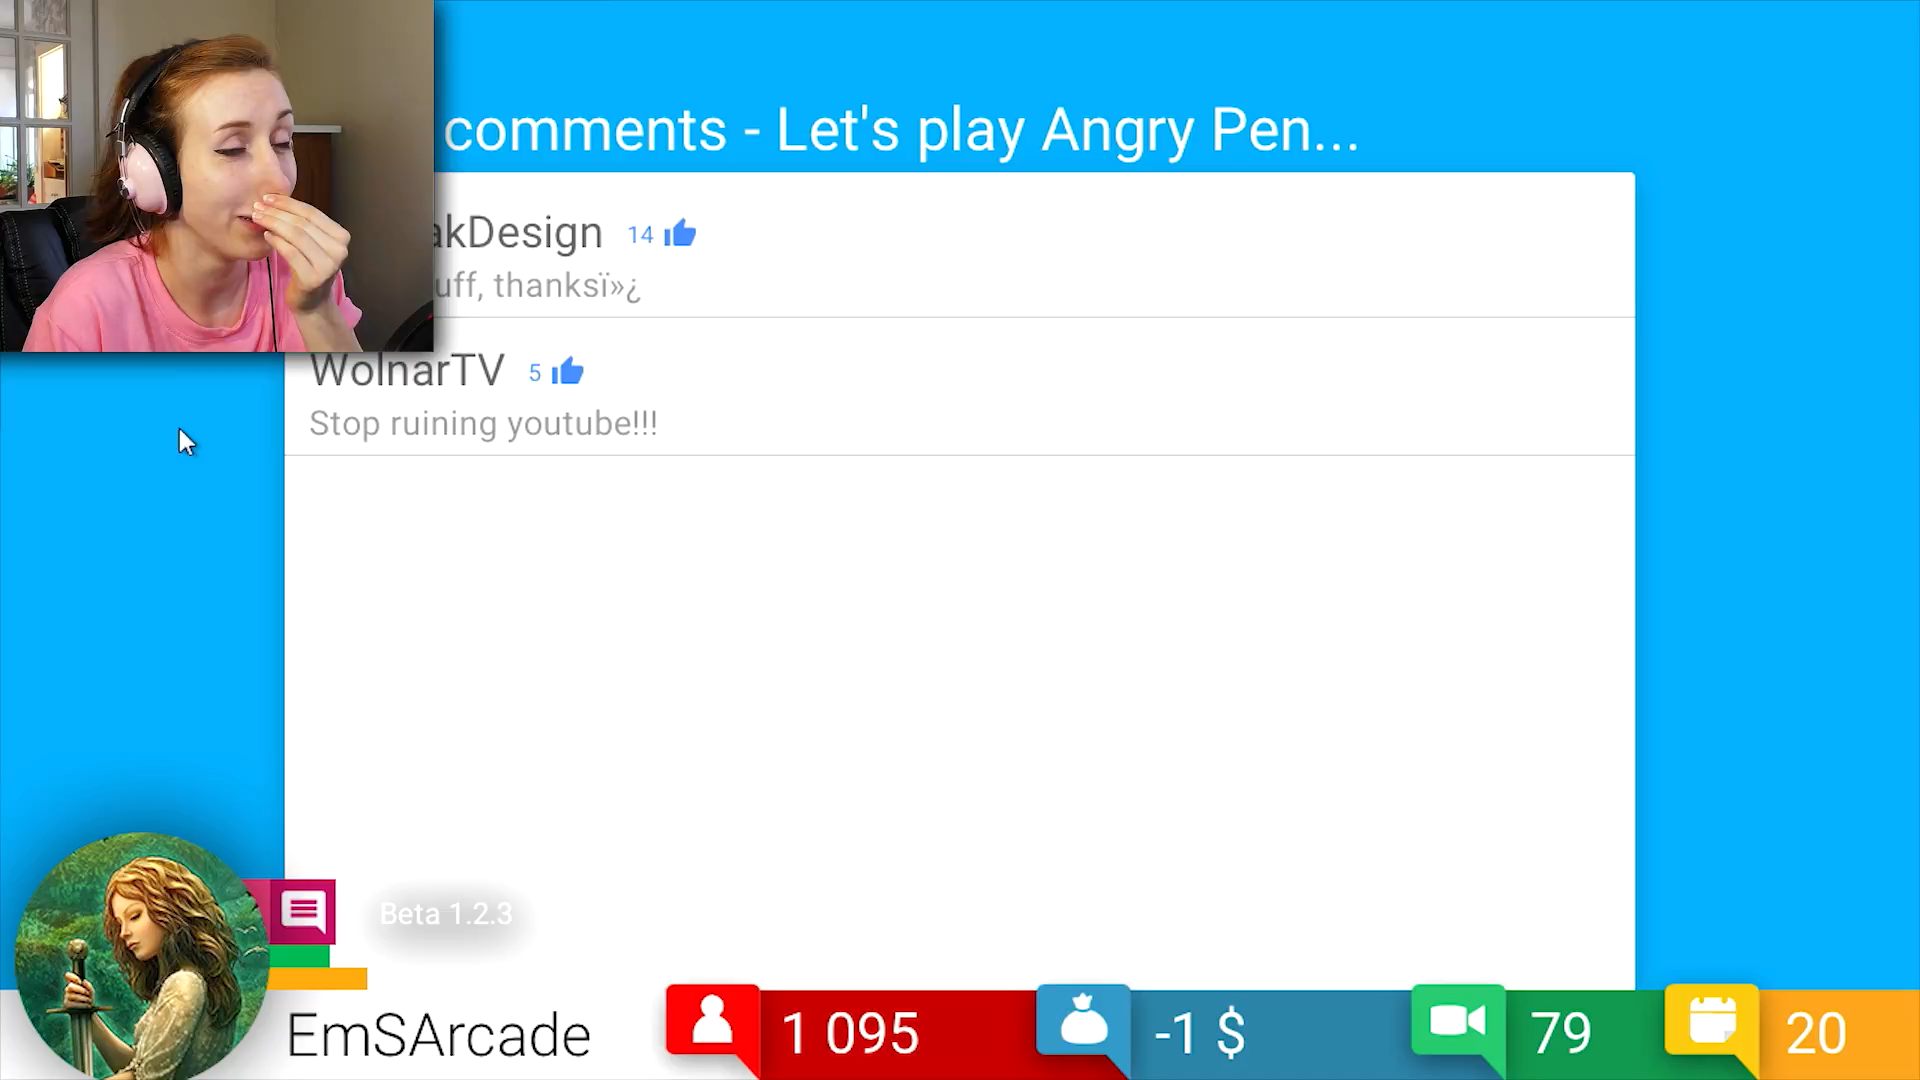 comments - Let's play Angry Pen...
akDesign 14
uff, thanksï»¿
WolnarTV 5
Stop ruining youtube!!!
Beta 1.2.3
EmSArcade 1 095 -1 $ 79 20